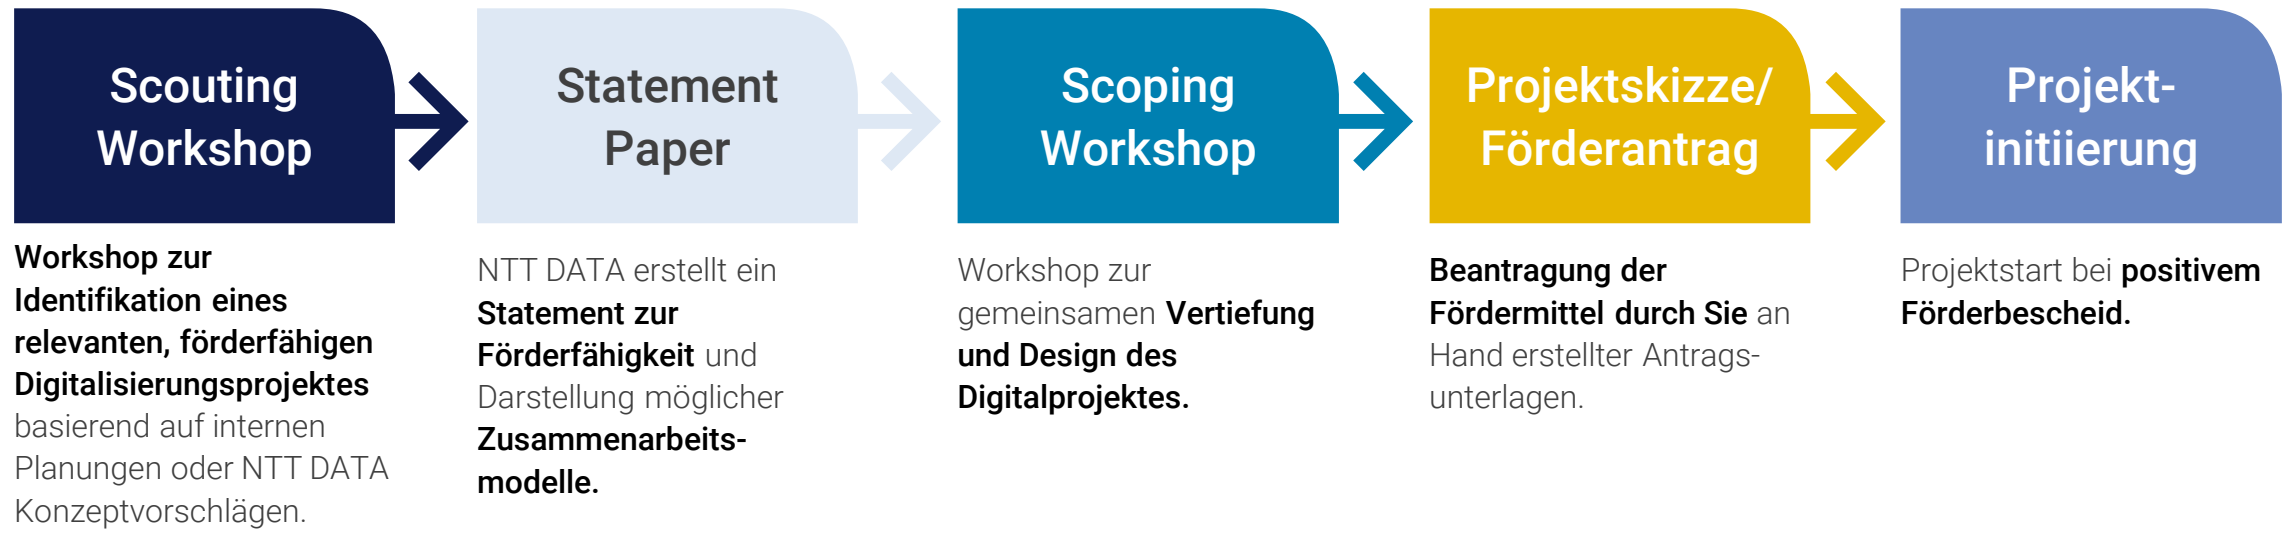 Scouting
Workshop
Statement
Paper
Scoping
Workshop
Projektskizze/
Förderantrag
Projekt-
initiierung
Workshop zur
Identifikation eines
relevanten, förderfähigen
Digitalisierungsprojektes
basierend auf internen
Planungen oder NTT DATA
Konzeptvorschlägen.
NTT DATA erstellt ein
Statement zur
Förderfähigkeit und
Darstellung möglicher
Zusammenarbeits-
modelle.
Workshop zur
gemeinsamen Vertiefung
und Design des
Digitalprojektes.
Beantragung der
Fördermittel durch Sie an
Hand erstellter Antrags-
unterlagen.
Projektstart bei positivem
Förderbescheid.